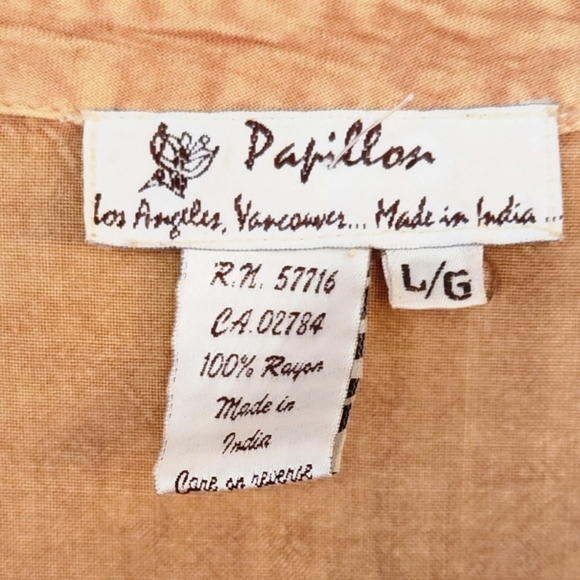 Papillon
Los Angeles, Vancouver... Made in India...
L/G
R.N. 57716
CA.02784
100% Rayon
Made in
India
Care on reverse